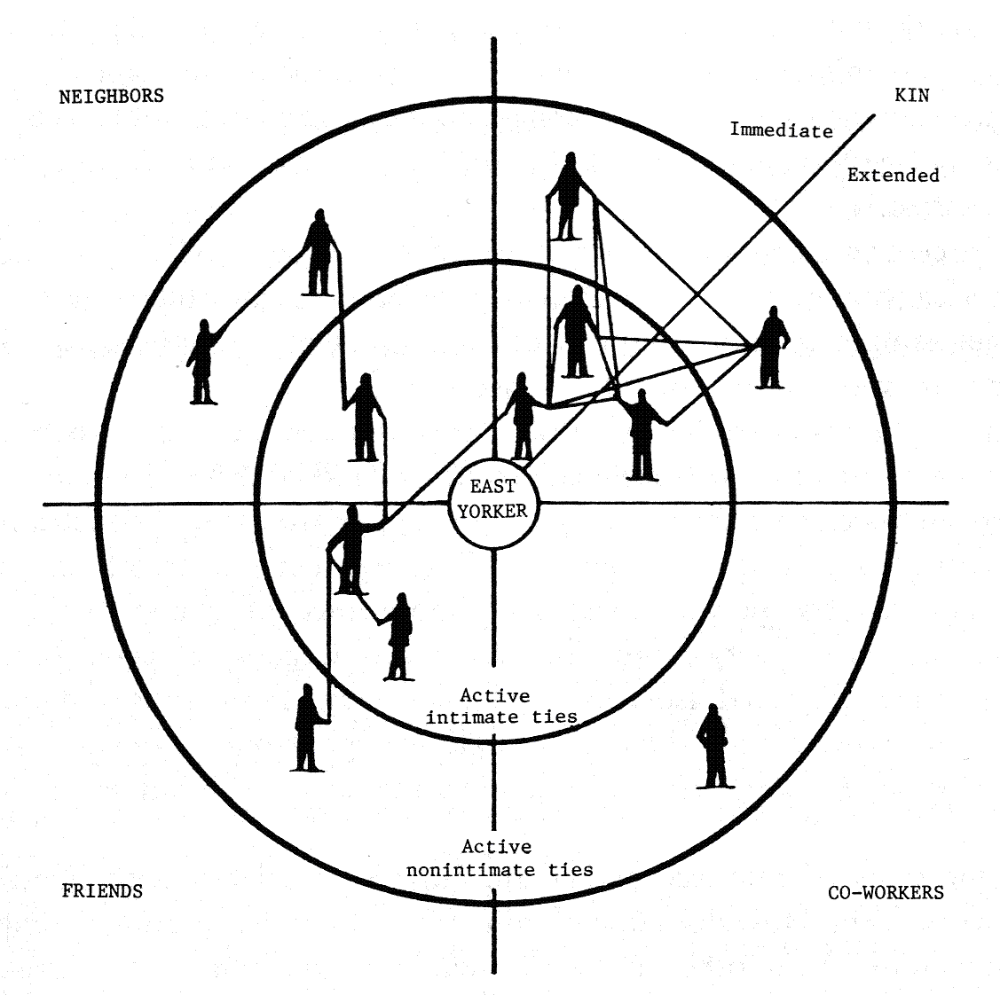 NEIGHBORS
KIN
Immediate
Extended
EAST
YORKER
Active
intimate ties
Active
nonintimate ties
FRIENDS
CO-WORKERS